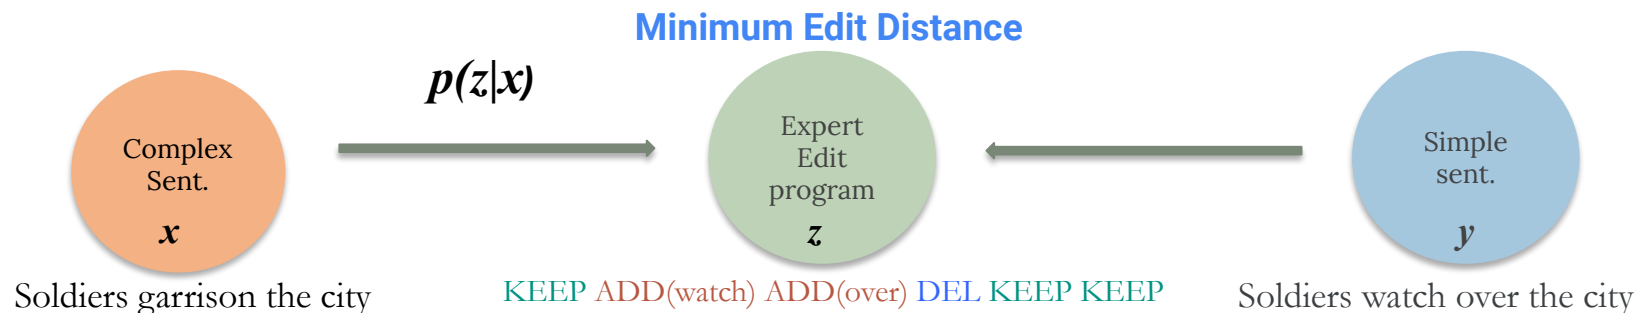 Minimum Edit Distance
p(z|x)
Complex
Sent.
x
Expert
Edit
program
z
Simple
sent.
y
Soldiers garrison the city
KEEP ADD(watch) ADD(over) DEL KEEP KEEP
Soldiers watch over the city